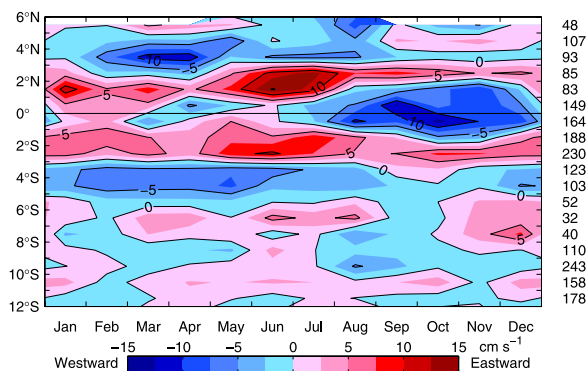 6°N 48
107
4°N 93
85
2°N 83
149
0° 164
188
2°S 230
123
4°S 103
52
6°S 32
40
8°S 110
10°S 243
158
12°S 178
−10 −5 0 5 10 5
5 −10 −5
5 5 0
−5
0 5
Jan Feb Mar Apr May Jun Jul Aug Sep Oct Nov Dec
−15 −10 −5 0 5 10 15 cm s⁻¹
Westward Eastward